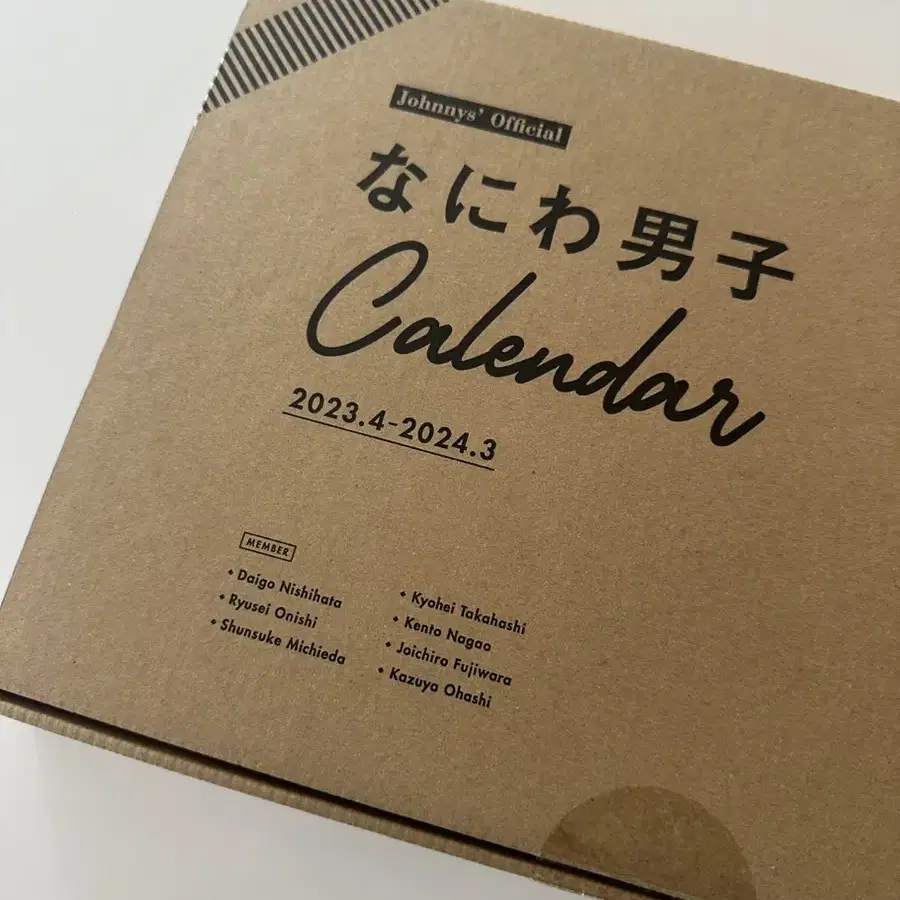 Johnnys' Official
なにわ男子
Calendar
2023.4-2024.3
MEMBER
• Daigo Nishihata
• Ryusei Onishi
• Shunsuke Michieda
• Kyohei Takahashi
• Kento Nagao
• Joichiro Fujiwara
• Kazuya Ohashi